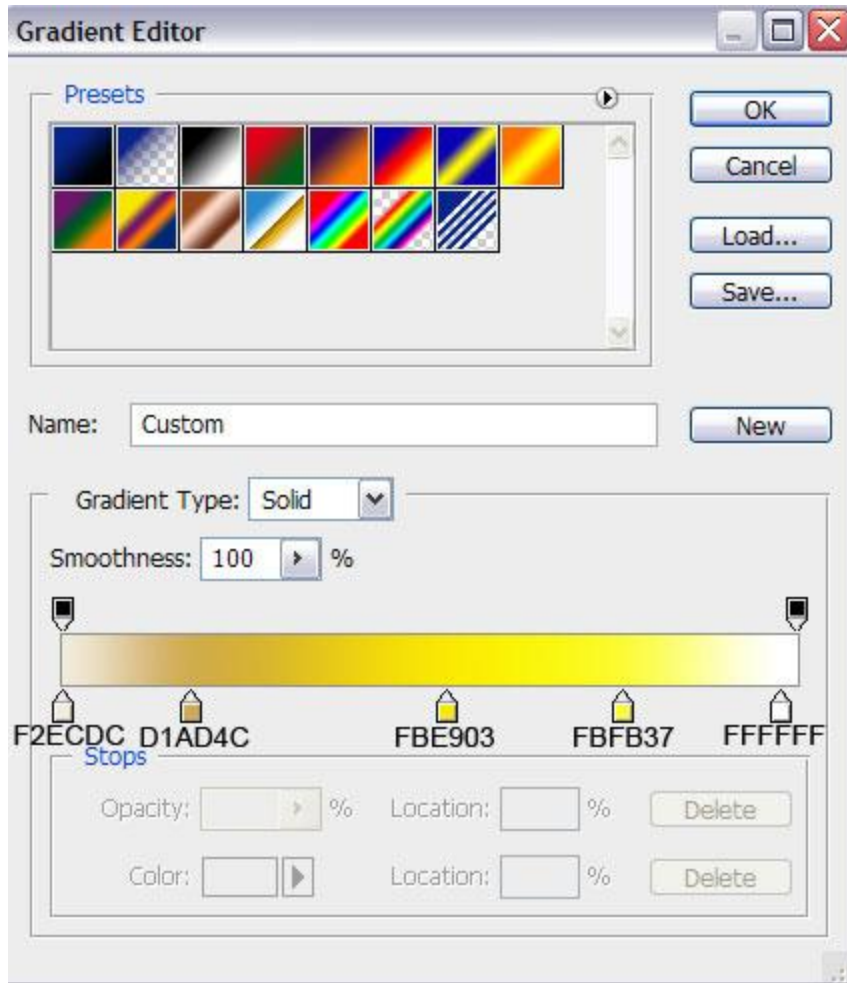 Gradient Editor
Presets
OK
Cancel
Load...
Save...
Name: Custom
New
Gradient Type: Solid
Smoothness: 100 %
F2ECDC D1AD4C FBE903 FBFB37 FFFFFF
Stops
Opacity: % Location: % Delete
Color: Location: % Delete